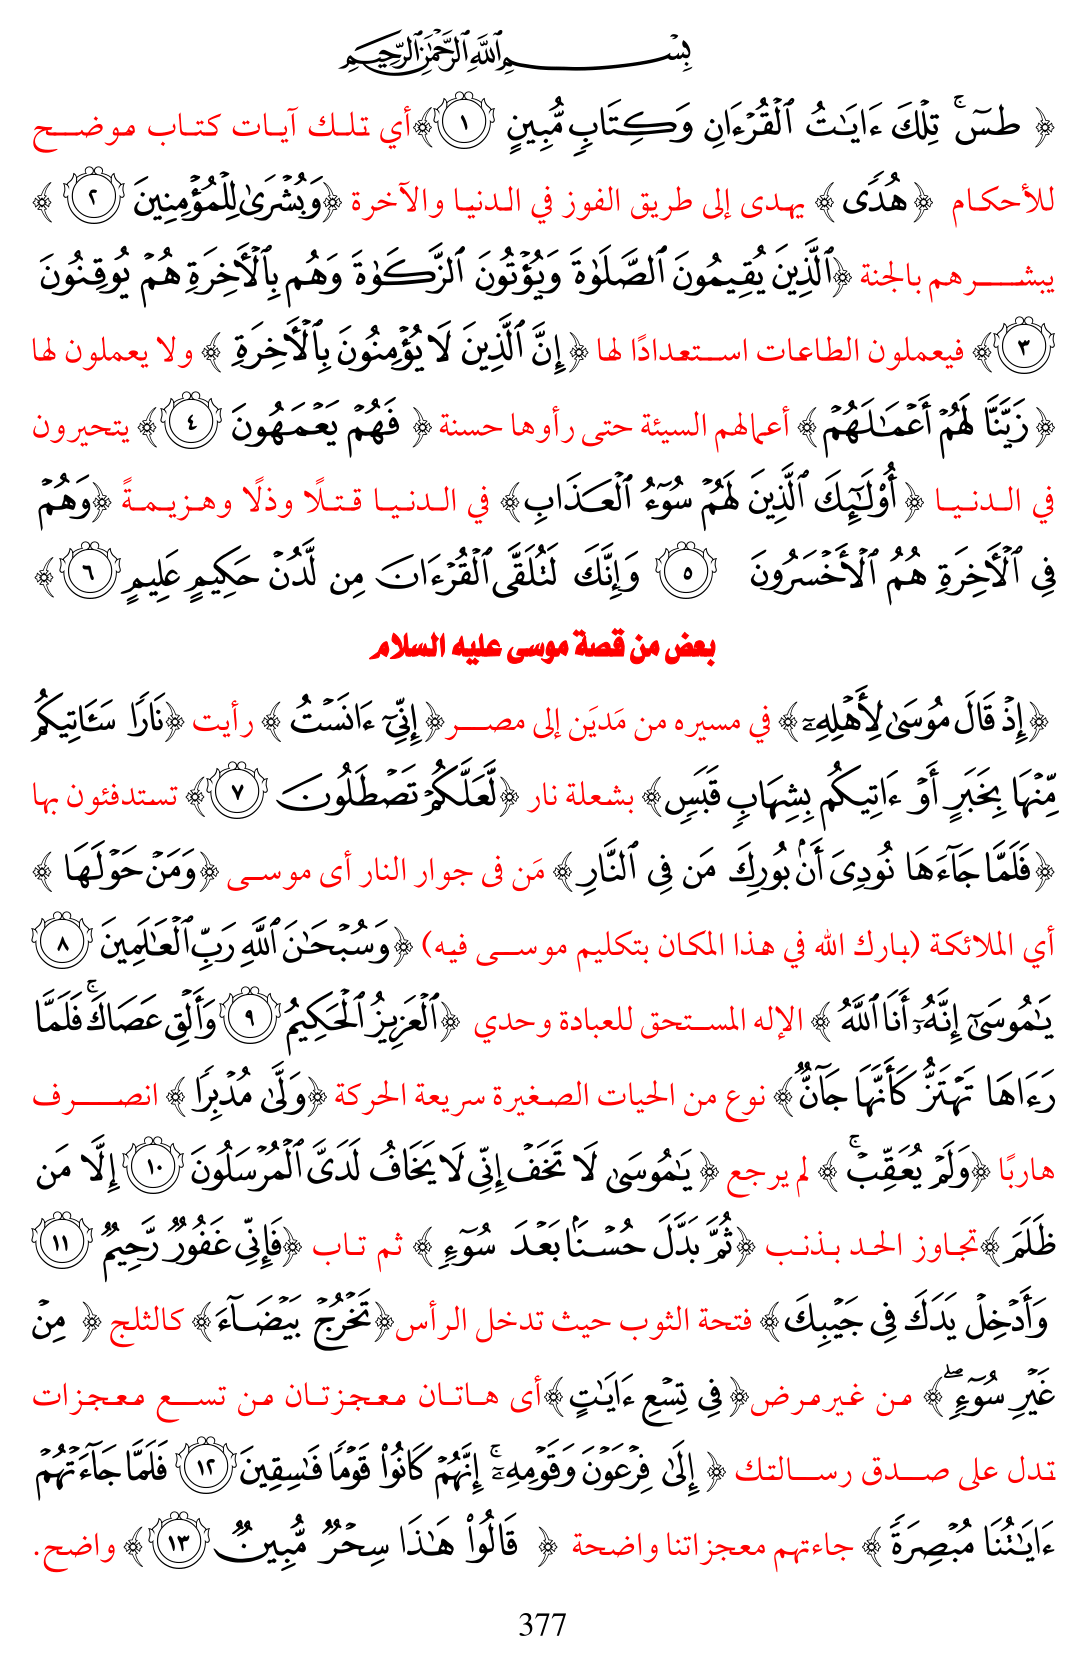 بِسْمِ ٱللَّهِ ٱلرَّحْمَٰنِ ٱلرَّحِيمِ
﴿ طسٓ ۚ تِلْكَ ءَايَٰتُ ٱلْقُرْءَانِ وَكِتَابٍ مُّبِينٍ ١﴾أي تلك آيات كتاب موضح
للأحكام ﴿ هُدًى ﴾ يهدى إلى طريق الفوز في الدنيا والآخرة ﴿وَبُشْرَىٰ لِلْمُؤْمِنِينَ ٢ ﴾
يبشرهم بالجنة ﴿ٱلَّذِينَ يُقِيمُونَ ٱلصَّلَوٰةَ وَيُؤْتُونَ ٱلزَّكَوٰةَ وَهُم بِٱلْءَاخِرَةِ هُمْ يُوقِنُونَ
٣﴾ فيعملون الطاعات استعدادًا لها ﴿إِنَّ ٱلَّذِينَ لَا يُؤْمِنُونَ بِٱلْءَاخِرَةِ ﴾ ولا يعملون لها
﴿زَيَّنَّا لَهُمْ أَعْمَٰلَهُمْ ﴾ أعمالهم السيئة حتى رأوها حسنة ﴿ فَهُمْ يَعْمَهُونَ ٤ ﴾ يتحيرون
في الدنيا ﴿ أُوْلَٰٓئِكَ ٱلَّذِينَ لَهُمْ سُوٓءُ ٱلْعَذَابِ﴾ في الدنيا قتلًا وذلًا وهزيمةً ﴿وَهُمْ
فِى ٱلْءَاخِرَةِ هُمُ ٱلْأَخْسَرُونَ ٥ وَإِنَّكَ لَتُلَقَّى ٱلْقُرْءَانَ مِن لَّدُنْ حَكِيمٍ عَلِيمٍ ٦ ﴾
بعض من قصة موسى عليه السلام
﴿إِذْ قَالَ مُوسَىٰ لِأَهْلِهِۦٓ﴾ في مسيره من مَديَن إلى مصر﴿ إِنِّىٓ ءَانَسْتُ ﴾ رأيت ﴿نَارًا سَـَٔاتِيكُم
مِّنْهَا بِخَبَرٍ أَوْ ءَاتِيكُم بِشِهَابٍ قَبَسٍ﴾ بشعلة نار ﴿لَّعَلَّكُمْ تَصْطَلُونَ ٧ ﴾ تستدفئون بها
﴿فَلَمَّا جَآءَهَا نُودِىَ أَنۢ بُورِكَ مَن فِى ٱلنَّارِ﴾ مَن فى جوار النار أى موسى ﴿وَمَنْ حَوْلَهَا ﴾
أي الملائكة (بارك الله في هذا المكان بتكليم موسى فيه) ﴿وَسُبْحَٰنَ ٱللَّهِ رَبِّ ٱلْعَٰلَمِينَ ٨
يَٰمُوسَىٰٓ إِنَّهُۥٓ أَنَا ٱللَّهُ ﴾ الإله المستحق للعبادة وحدي ﴿ٱلْعَزِيزُ ٱلْحَكِيمُ ٩ وَأَلْقِ عَصَاكَ ۚ فَلَمَّا
رَءَاهَا تَهْتَزُّ كَأَنَّهَا جَآنٌّ﴾ نوع من الحيات الصغيرة سريعة الحركة ﴿وَلَّىٰ مُدْبِرًا ﴾ انصرف
هاربًا ﴿وَلَمْ يُعَقِّبْ ۚ ﴾ لم يرجع ﴿ يَٰمُوسَىٰ لَا تَخَفْ إِنِّى لَا يَخَافُ لَدَىَّ ٱلْمُرْسَلُونَ ١٠ إِلَّا مَن
ظَلَمَ ﴾تجاوز الحد بذنب ﴿ثُمَّ بَدَّلَ حُسْنًۢا بَعْدَ سُوٓءٍ ﴾ ثم تاب ﴿فَإِنِّى غَفُورٌ رَّحِيمٌ ١١
وَأَدْخِلْ يَدَكَ فِى جَيْبِكَ﴾ فتحة الثوب حيث تدخل الرأس﴿تَخْرُجْ بَيْضَآءَ﴾ كالثلج ﴿ مِنْ
غَيْرِ سُوٓءٍ ۖ﴾ من غيرمرض﴿ فِى تِسْعِ ءَايَٰتٍ﴾أى هاتان معجزتان من تسع معجزات
تدل على صدق رسالتك ﴿ إِلَىٰ فِرْعَوْنَ وَقَوْمِهِۦٓ ۚ إِنَّهُمْ كَانُوا۟ قَوْمًا فَٰسِقِينَ ١٢ فَلَمَّا جَآءَتْهُمْ
ءَايَٰتُنَا مُبْصِرَةً ﴾ جاءتهم معجزاتنا واضحة ﴿ قَالُوا۟ هَٰذَا سِحْرٌ مُّبِينٌ ١٣ ﴾ واضح.
377